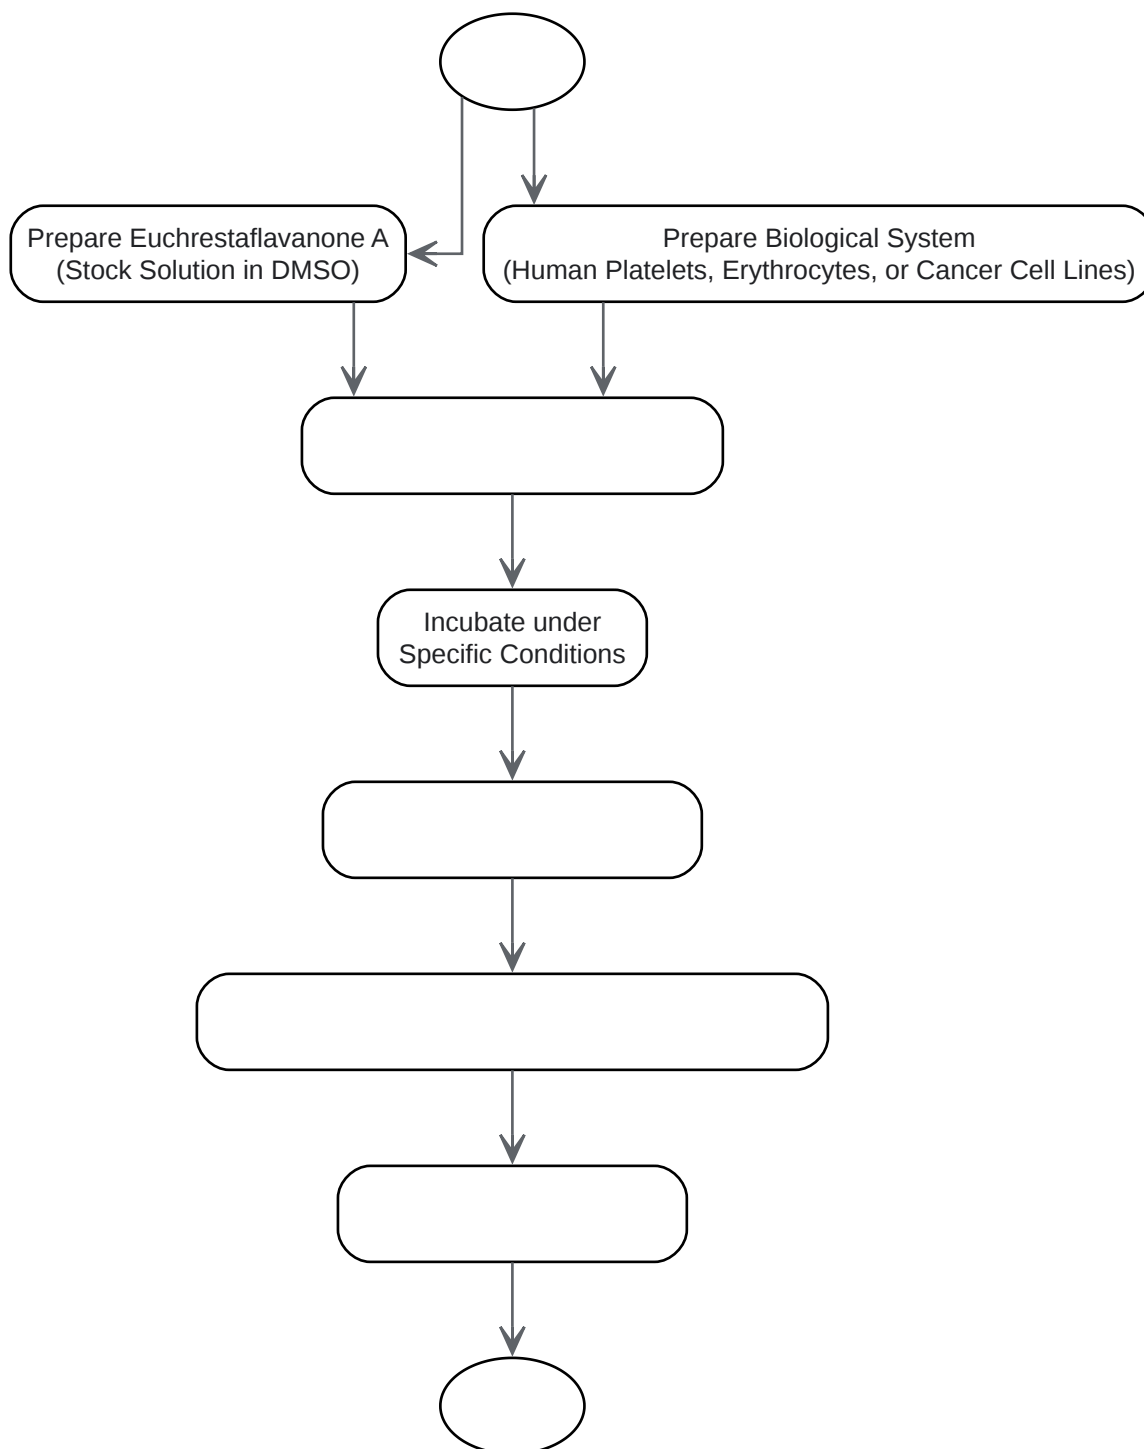 Prepare Euchrestaflavanone A
(Stock Solution in DMSO)
Prepare Biological System
(Human Platelets, Erythrocytes, or Cancer Cell Lines)
Incubate under
Specific Conditions